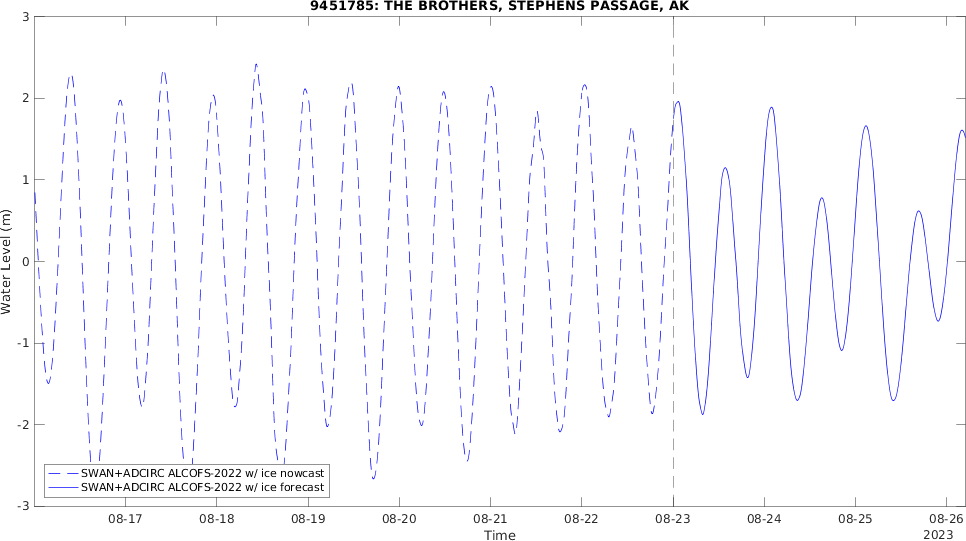 9451785: THE BROTHERS, STEPHENS PASSAGE, AK
3
2
1
0
-1
-2
-3
Water Level (m)
SWAN+ADCIRC ALCOFS-2022 w/ ice nowcast
SWAN+ADCIRC ALCOFS-2022 w/ ice forecast
08-17 08-18 08-19 08-20 08-21 08-22 08-23 08-24 08-25 08-26
Time 2023